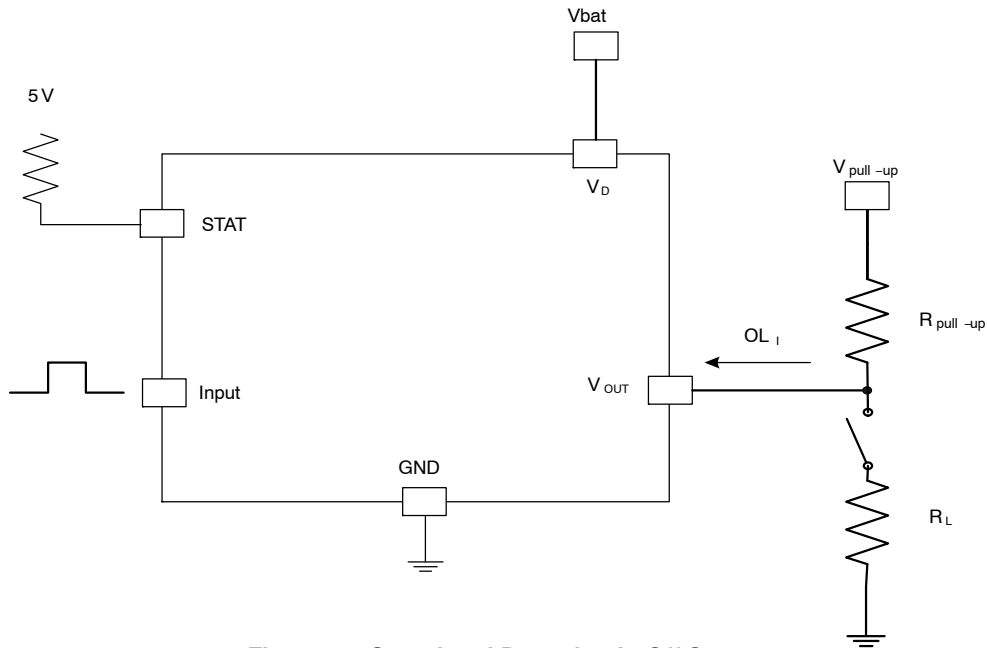 Vbat
5 V
V D
V pull −up
STAT
R pull −up
OL I
Input
V OUT
GND
R L